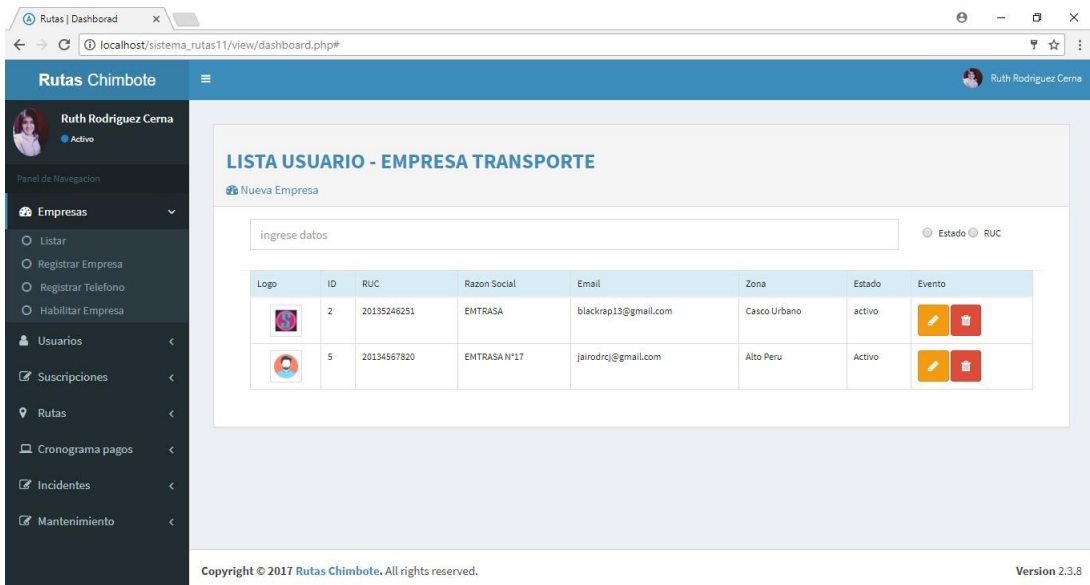 Rutas | Dashborad
localhost/sistema_rutas11/view/dashboard.php#
Rutas Chimbote
Ruth Rodriguez Cerna
Ruth Rodriguez Cerna
Activo
Panel de Navegacion
Empresas
Listar
Registrar Empresa
Registrar Telefono
Habilitar Empresa
Usuarios
Suscripciones
Rutas
Cronograma pagos
Incidentes
Mantenimiento
LISTA USUARIO - EMPRESA TRANSPORTE
Nueva Empresa
ingrese datos
Estado RUC
Logo ID RUC Razon Social Email Zona Estado Evento
2 20135246251 EMTRASA blackrap13@gmail.com Casco Urbano activo
5 20134567820 EMTRASA N°17 jairodrcj@gmail.com Alto Peru Activo
Copyright © 2017 Rutas Chimbote. All rights reserved.
Version 2.3.8